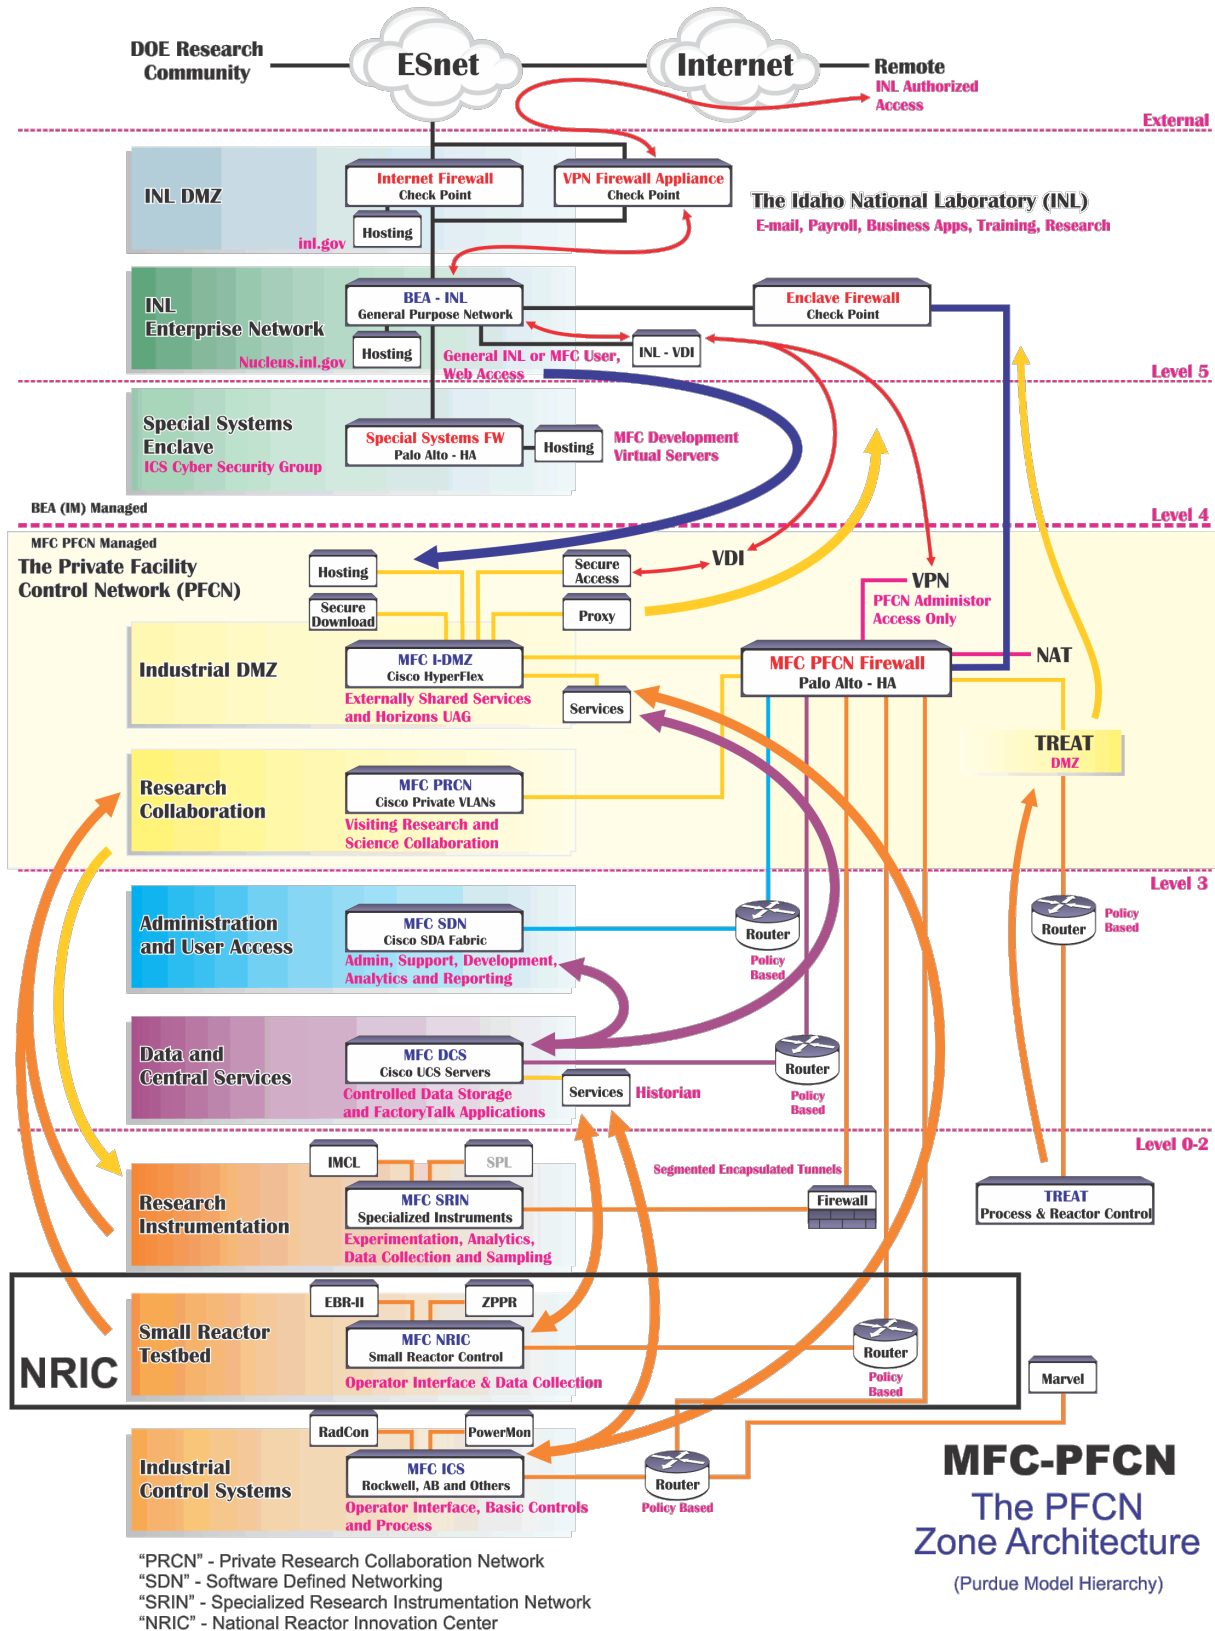 DOE Research
Community
ESnet
Internet
Remote
INL Authorized
Access
External
INL DMZ
Internet Firewall
Check Point
VPN Firewall Appliance
Check Point
Hosting
inl.gov
The Idaho National Laboratory (INL)
E-mail, Payroll, Business Apps, Training, Research
INL
Enterprise Network
BEA - INL
General Purpose Network
Enclave Firewall
Check Point
Hosting
Nucleus.inl.gov
General INL or MFC User,
Web Access
INL - VDI
Level 5
Special Systems
Enclave
ICS Cyber Security Group
Special Systems FW
Palo Alto - HA
Hosting
MFC Development
Virtual Servers
BEA (IM) Managed
Level 4
MFC PFCN Managed
The Private Facility
Control Network (PFCN)
Hosting
Secure
Access
VDI
Secure
Download
Proxy
VPN
PFCN Administor
Access Only
Industrial DMZ
MFC I-DMZ
Cisco HyperFlex
Externally Shared Services
and Horizons UAG
Services
MFC PFCN Firewall
Palo Alto - HA
NAT
TREAT
DMZ
Research
Collaboration
MFC PRCN
Cisco Private VLANs
Visiting Research and
Science Collaboration
Level 3
Administration
and User Access
MFC SDN
Cisco SDA Fabric
Admin, Support, Development,
Analytics and Reporting
Router
Policy
Based
Router
Policy
Based
Data and
Central Services
MFC DCS
Cisco UCS Servers
Controlled Data Storage
and FactoryTalk Applications
Services
Historian
Router
Policy
Based
Level 0-2
IMCL
SPL
Research
Instrumentation
MFC SRIN
Specialized Instruments
Experimentation, Analytics,
Data Collection and Sampling
Segmented Encapsulated Tunnels
Firewall
TREAT
Process & Reactor Control
NRIC
EBR-II
ZPPR
Small Reactor
Testbed
MFC NRIC
Small Reactor Control
Operator Interface & Data Collection
Router
Policy
Based
Marvel
RadCon
PowerMon
Industrial
Control Systems
MFC ICS
Rockwell, AB and Others
Operator Interface, Basic Controls
and Process
Router
Policy Based
MFC-PFCN
The PFCN
Zone Architecture
(Purdue Model Hierarchy)
“PRCN” - Private Research Collaboration Network
“SDN” - Software Defined Networking
“SRIN” - Specialized Research Instrumentation Network
“NRIC” - National Reactor Innovation Center